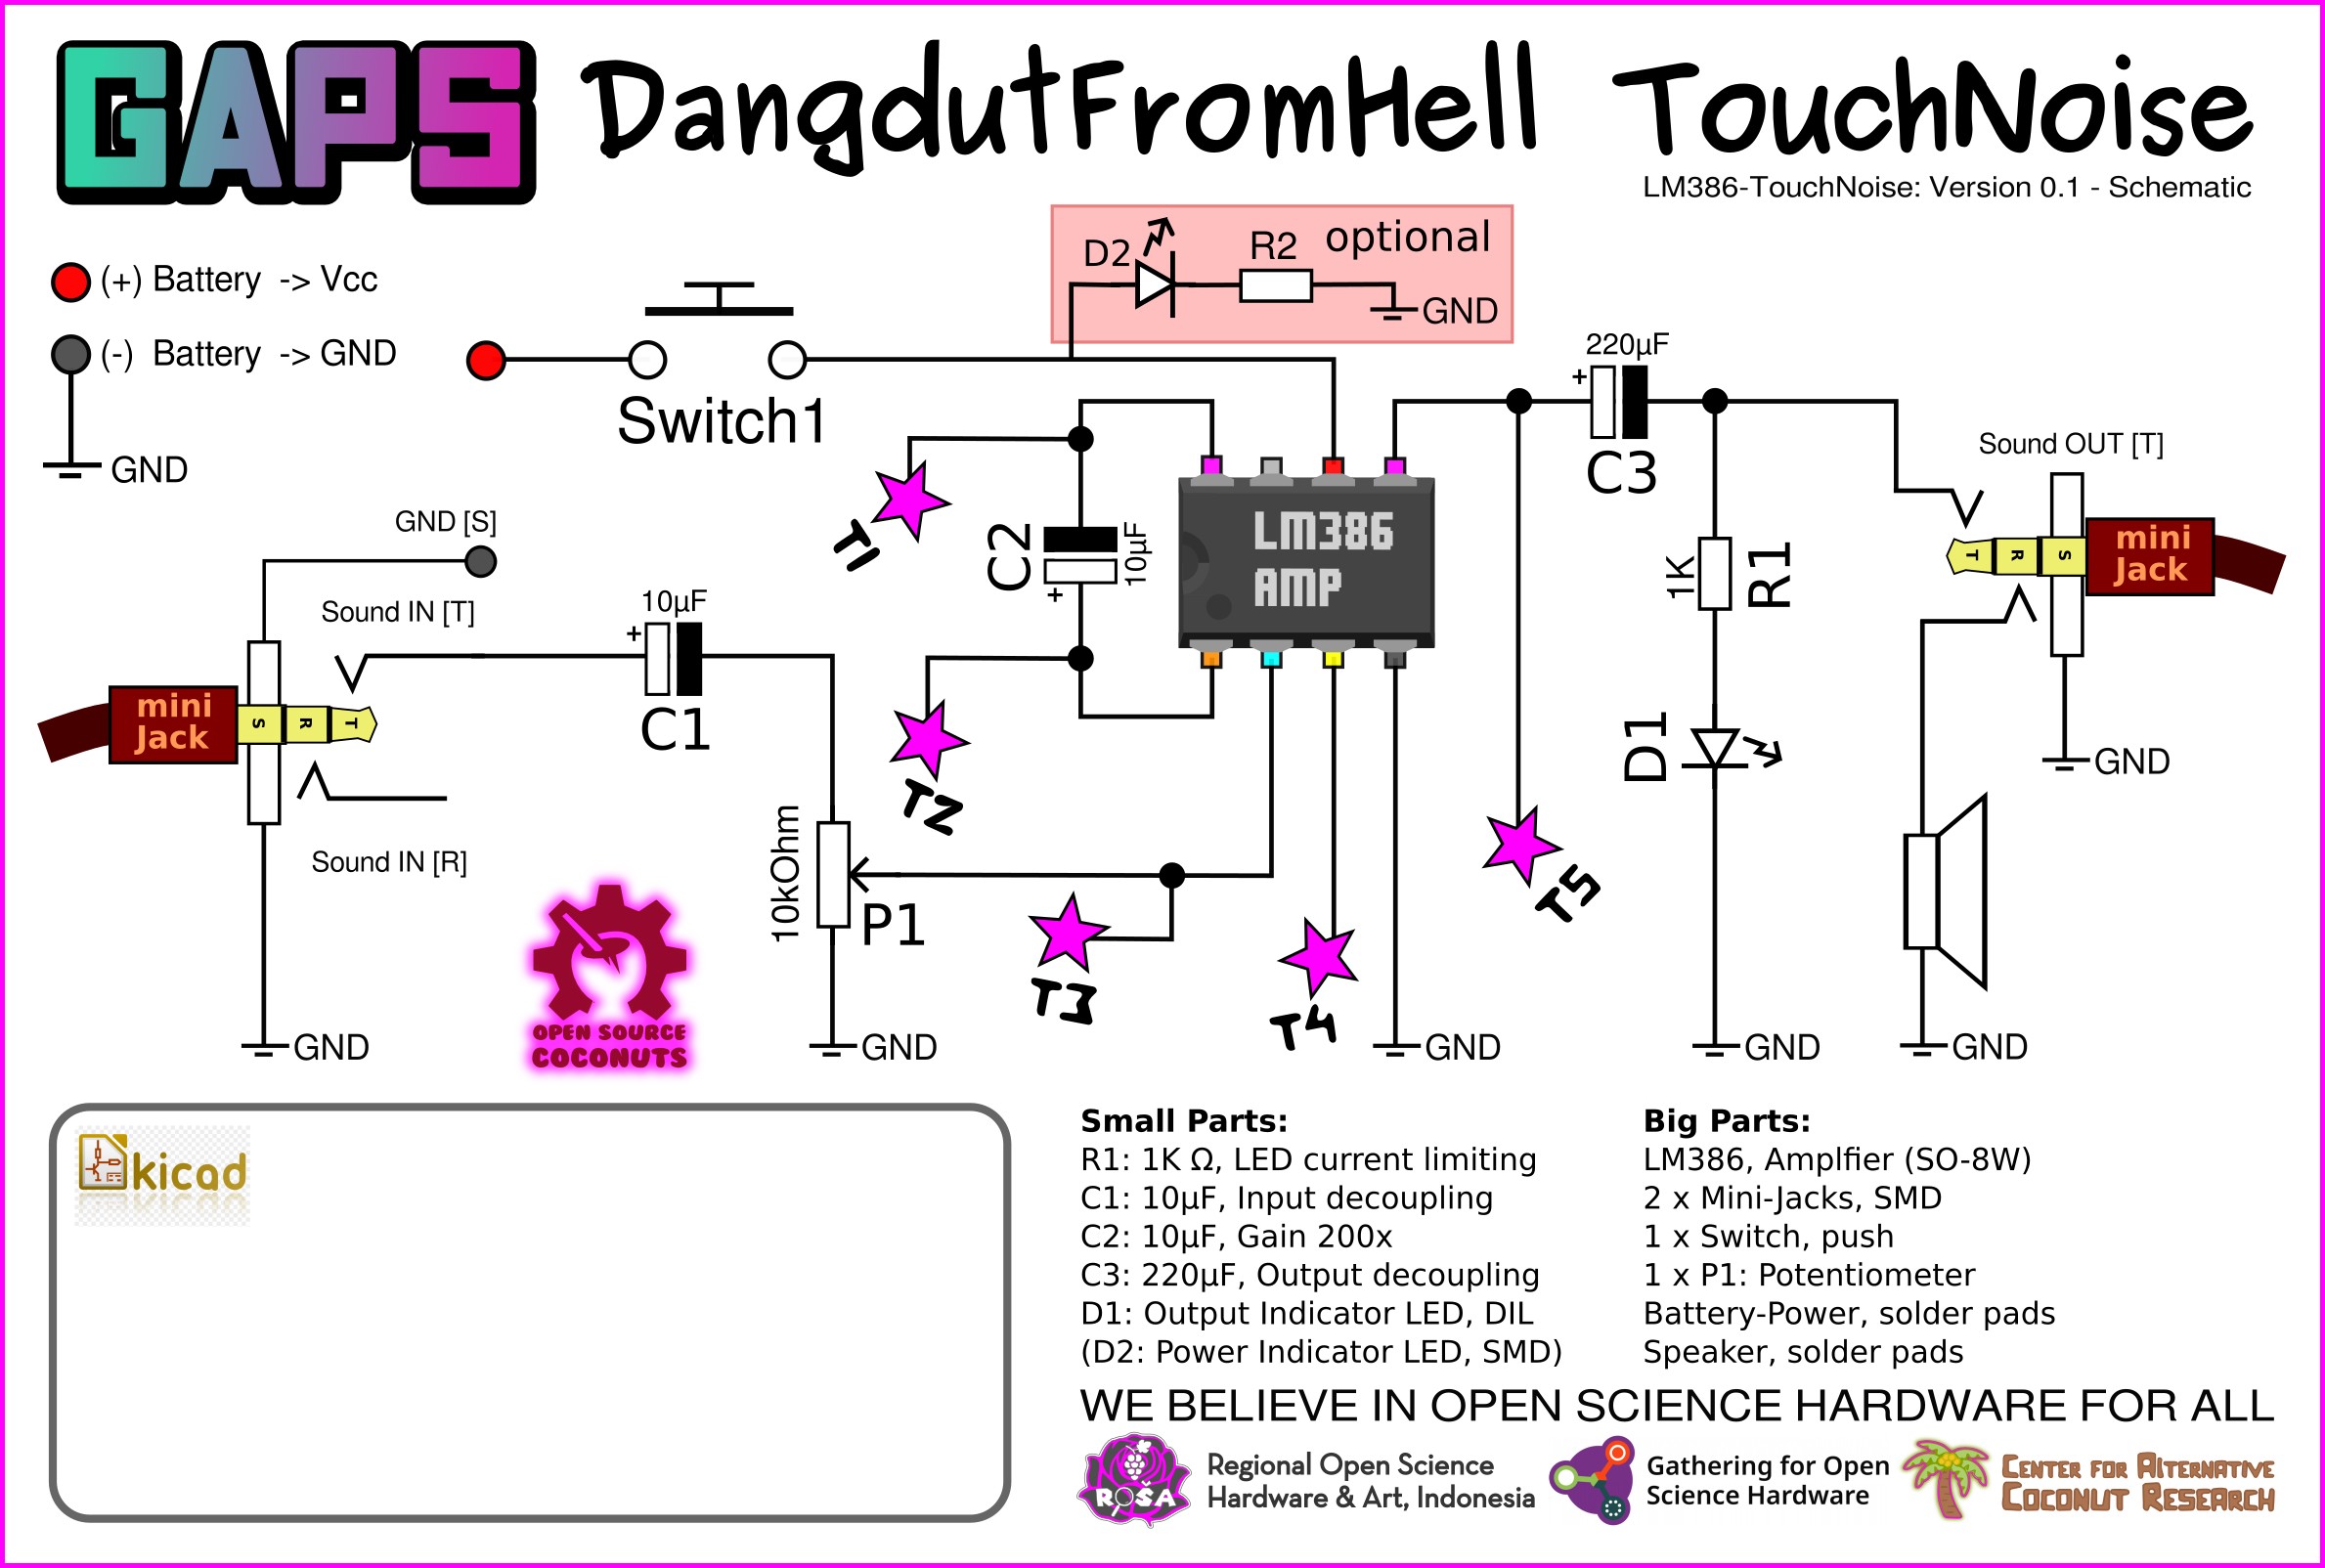 GAPS DangdutFromHell TouchNoise
LM386-TouchNoise: Version 0.1 - Schematic
(+) Battery -> Vcc
(-) Battery -> GND
GND
Switch1
D2
R2
optional
GND
220µF
+
C3
Sound OUT [T]
mini
Jack
T R S
GND
GND [S]
Sound IN [T]
mini
Jack
S R T
Sound IN [R]
GND
10µF
+
C1
T1
C2
10µF
+
T2
LM386
AMP
10kOhm
P1
GND
T3
T4
GND
T5
1K
R1
D1
GND
GND
OPEN SOURCE
COCONUTS
kicad
Small Parts:
R1: 1K Ω, LED current limiting
C1: 10µF, Input decoupling
C2: 10µF, Gain 200x
C3: 220µF, Output decoupling
D1: Output Indicator LED, DIL
(D2: Power Indicator LED, SMD)
Big Parts:
LM386, Amplfier (SO-8W)
2 x Mini-Jacks, SMD
1 x Switch, push
1 x P1: Potentiometer
Battery-Power, solder pads
Speaker, solder pads
WE BELIEVE IN OPEN SCIENCE HARDWARE FOR ALL
ROSA
Regional Open Science
Hardware & Art, Indonesia
Gathering for Open
Science Hardware
CENTER FOR ALTERNATIVE
COCONUT RESEARCH